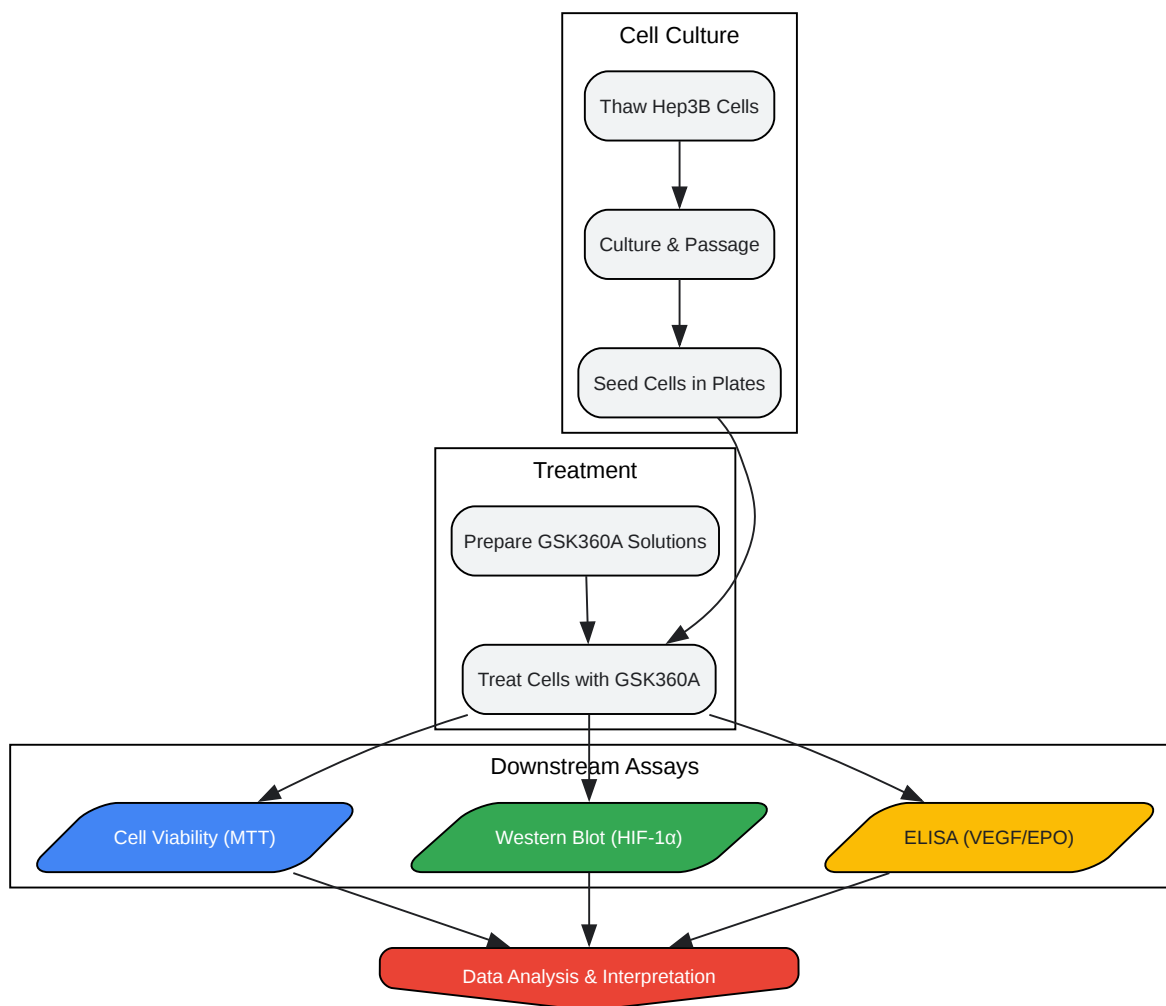 Cell Culture
Thaw Hep3B Cells
Culture & Passage
Seed Cells in Plates
Treatment
Prepare GSK360A Solutions
Treat Cells with GSK360A
Downstream Assays
Cell Viability (MTT)
Western Blot (HIF-1α)
ELISA (VEGF/EPO)
Data Analysis & Interpretation